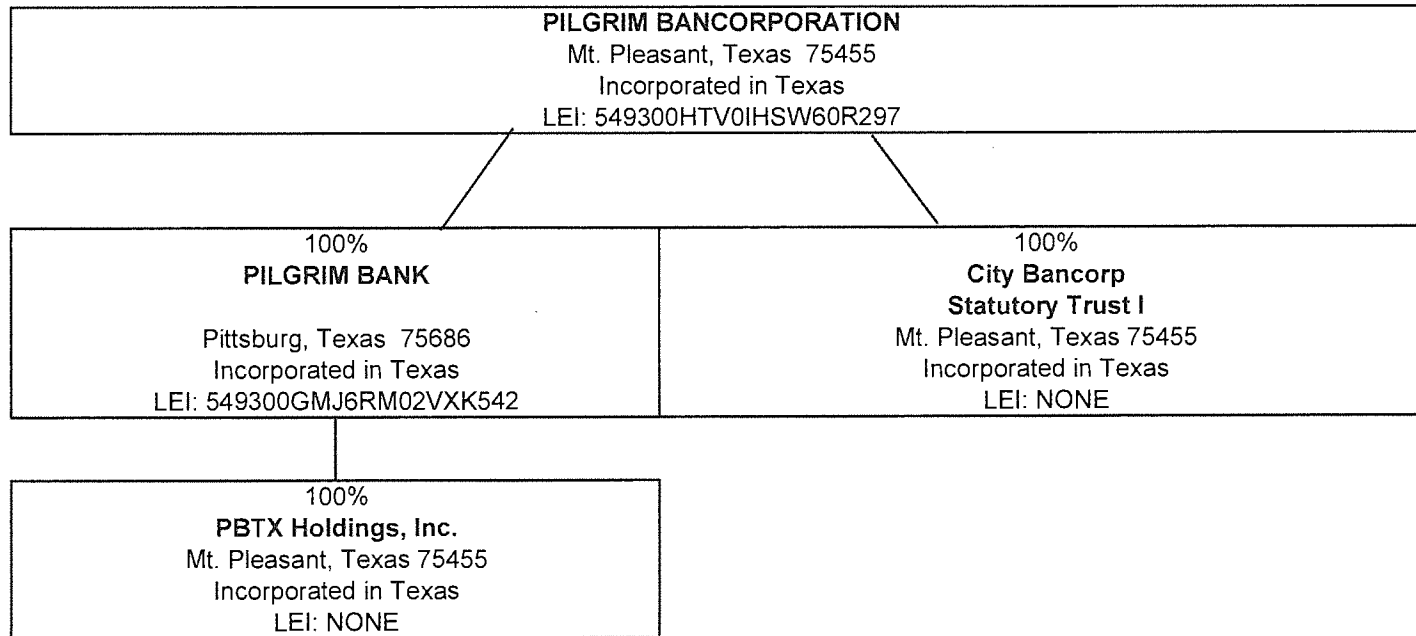 PILGRIM BANCORPORATION
Mt. Pleasant, Texas 75455
Incorporated in Texas
LEI: 549300HTV0IHSW60R297
100%
PILGRIM BANK
Pittsburg, Texas 75686
Incorporated in Texas
LEI: 549300GMJ6RM02VXK542
100%
City Bancorp
Statutory Trust I
Mt. Pleasant, Texas 75455
Incorporated in Texas
LEI: NONE
100%
PBTX Holdings, Inc.
Mt. Pleasant, Texas 75455
Incorporated in Texas
LEI: NONE